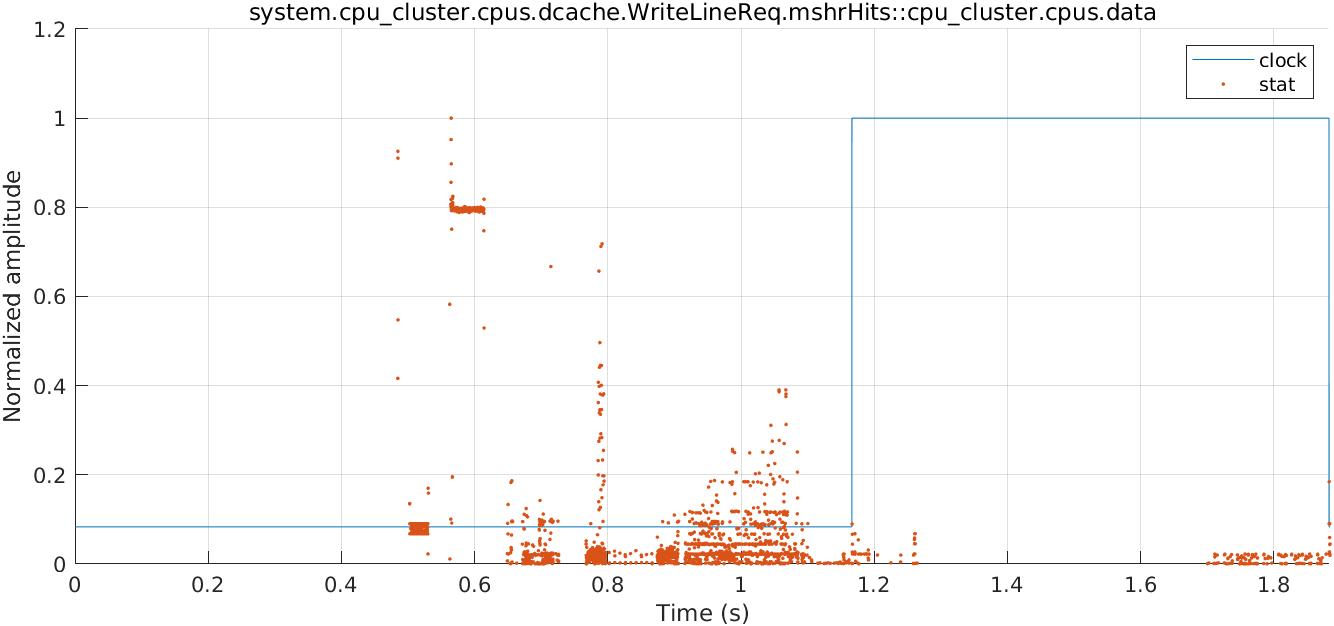 system.cpu_cluster.cpus.dcache.WriteLineReq.mshrHits::cpu_cluster.cpus.data
1.2
1
0.8
0.6
0.4
0.2
0
Normalized amplitude
clock
stat
0 0.2 0.4 0.6 0.8 1 1.2 1.4 1.6 1.8
Time (s)